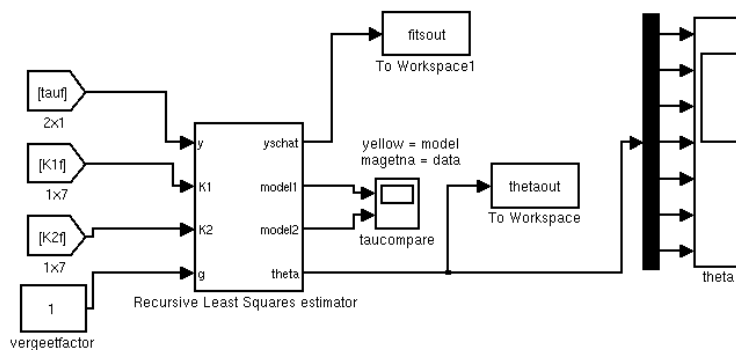 fitsout
To Workspace1
[tauf]
2x1
y
yschat
yellow = model
magetna = data
[K1f]
1x7
K1
model1
thetaout
To Workspace
[K2f]
1x7
K2
model2
taucompare
g
theta
theta
1
vergeetfactor
Recursive Least Squares estimator